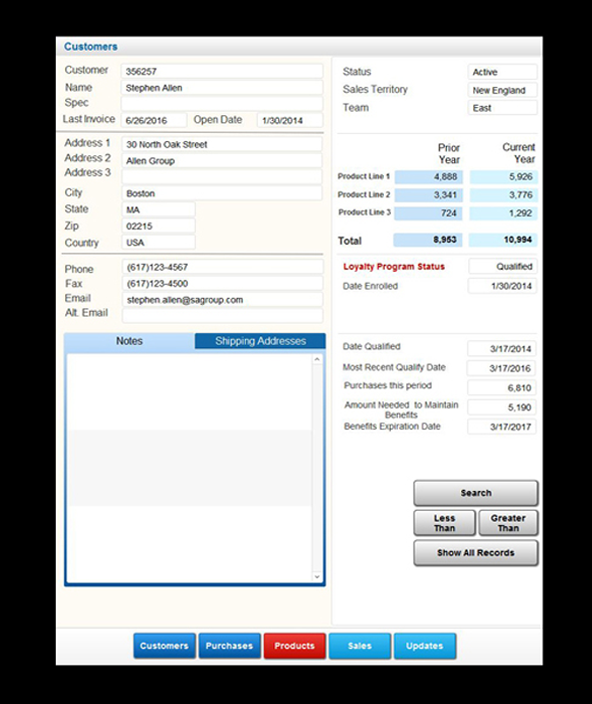 Customers
Customer 356257
Name Stephen Allen
Spec
Last Invoice 6/26/2016 Open Date 1/30/2014
Address 1 30 North Oak Street
Address 2 Allen Group
Address 3
City Boston
State MA
Zip 02215
Country USA
Phone (617)123-4567
Fax (617)123-4500
Email stephen.allen@sagroup.com
Alt. Email
Notes Shipping Addresses
Status Active
Sales Territory New England
Team East
Prior Current
Year Year
Product Line 1 4,888 5,926
Product Line 2 3,341 3,776
Product Line 3 724 1,292
Total 8,953 10,994
Loyalty Program Status Qualified
Date Enrolled 1/30/2014
Date Qualified 3/17/2014
Most Recent Qualify Date 3/17/2016
Purchases this period 6,810
Amount Needed to Maintain 5,190
Benefits
Benefits Expiration Date 3/17/2017
Search
Less Greater
Than Than
Show All Records
Customers Purchases Products Sales Updates